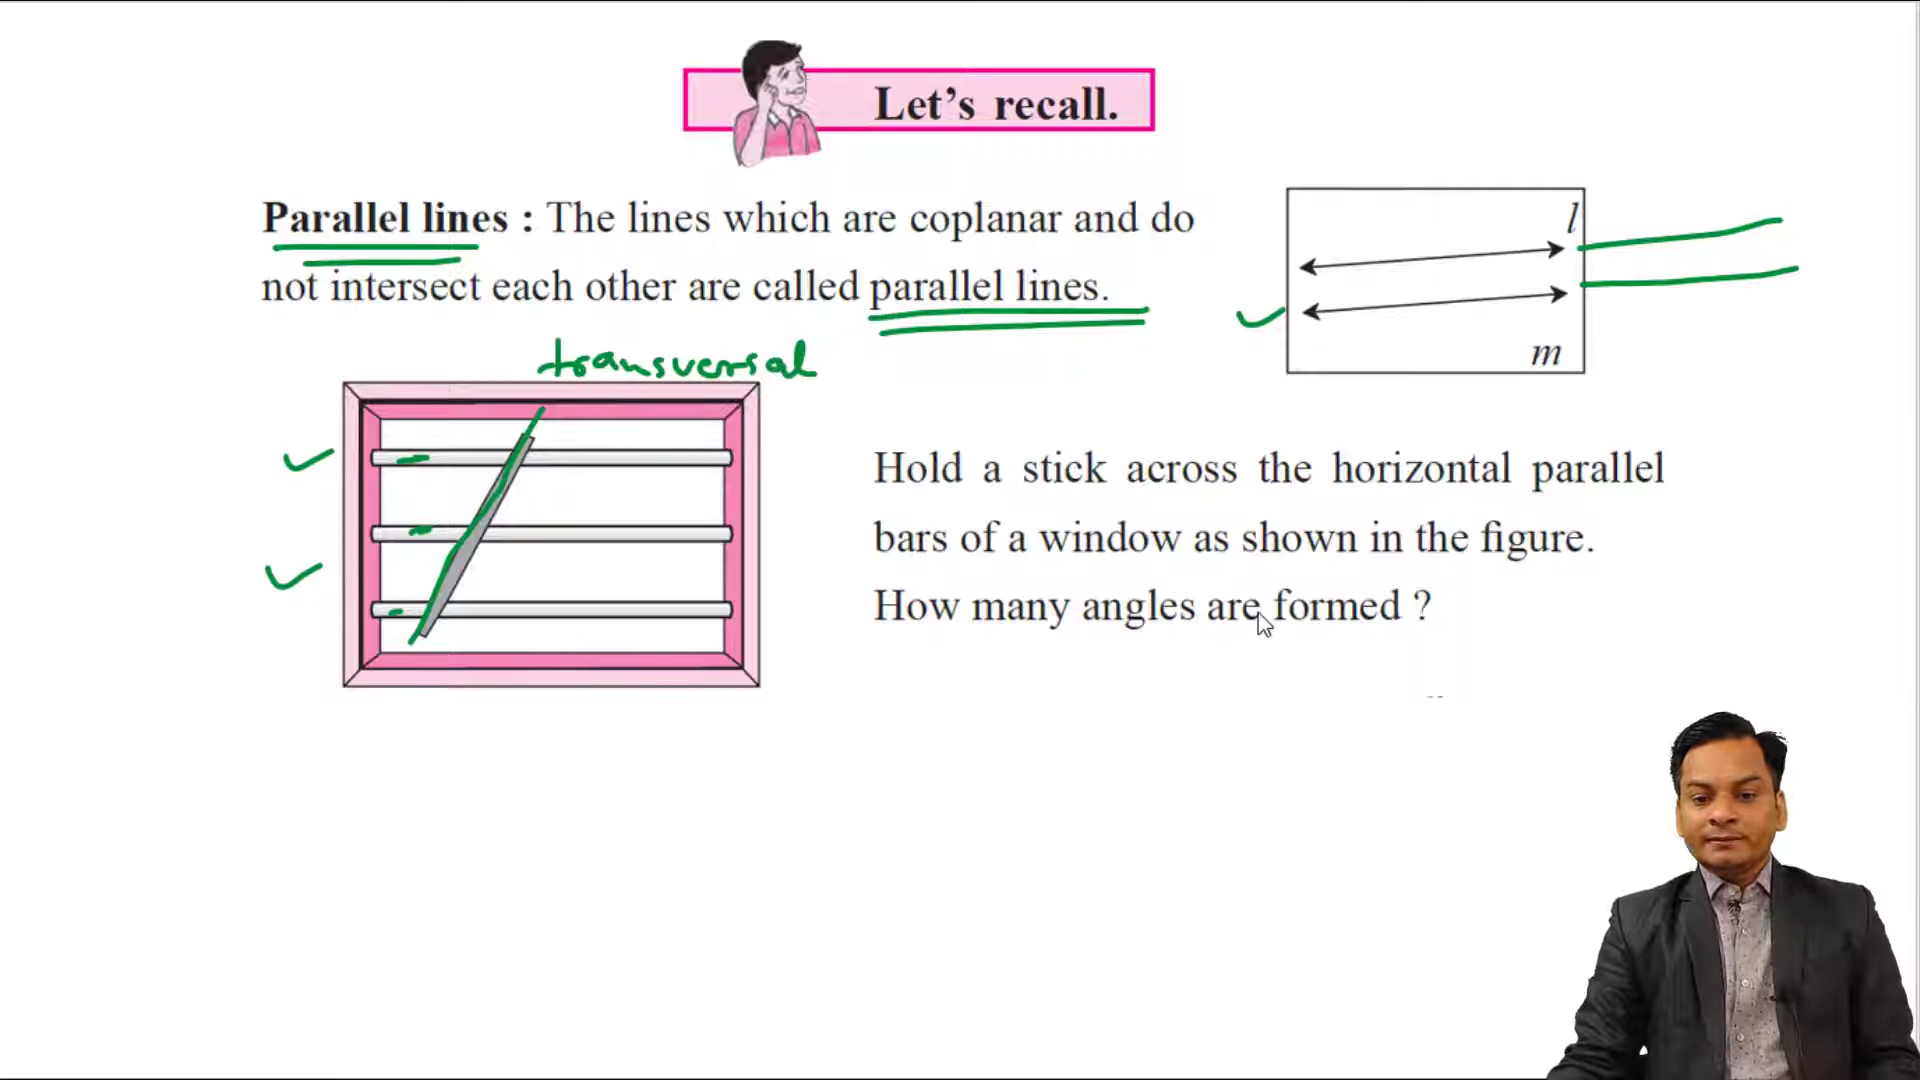 Let's recall.
Parallel lines : The lines which are coplanar and do
not intersect each other are called parallel lines.
l
m
transversal
Hold a stick across the horizontal parallel
bars of a window as shown in the figure.
How many angles are formed ?